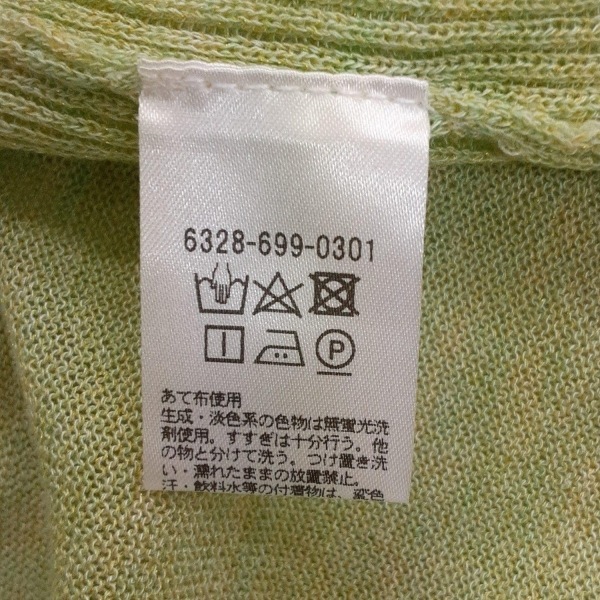 6328-699-0301
P
あて布使用
生成・淡色系の色物は無蛍光洗
剤使用。すすぎは十分行う。他
の物と分けて洗う。つけ置き洗
い・濡れたままの放置禁止。
汗・飲料水等の付着物は、変色